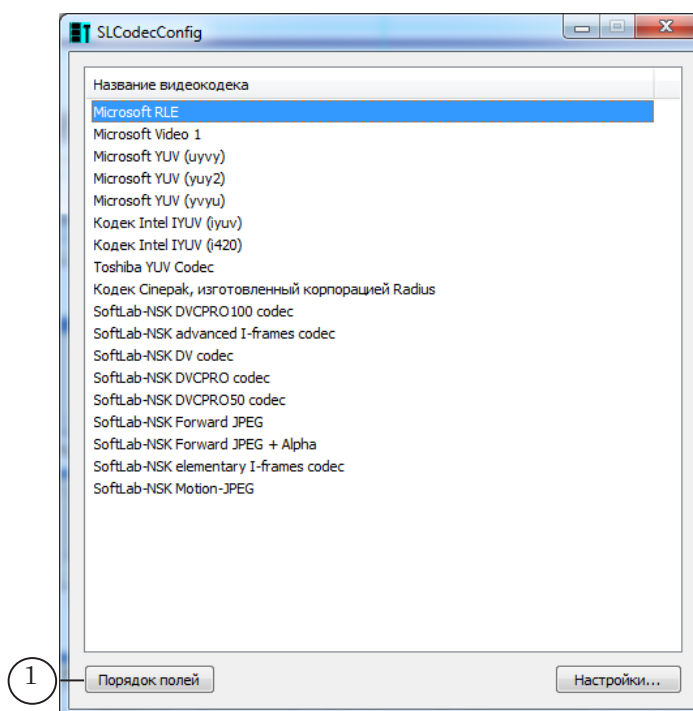 SLCodecConfig
Название видеокодека
Microsoft RLE
Microsoft Video 1
Microsoft YUV (uyvy)
Microsoft YUV (yuy2)
Microsoft YUV (yvyu)
Кодек Intel IYUV (iyuv)
Кодек Intel IYUV (i420)
Toshiba YUV Codec
Кодек Cinepak, изготовленный корпорацией Radius
SoftLab-NSK DVCPRO100 codec
SoftLab-NSK advanced I-frames codec
SoftLab-NSK DV codec
SoftLab-NSK DVCPRO codec
SoftLab-NSK DVCPRO50 codec
SoftLab-NSK Forward JPEG
SoftLab-NSK Forward JPEG + Alpha
SoftLab-NSK elementary I-frames codec
SoftLab-NSK Motion-JPEG
1 Порядок полей Настройки...